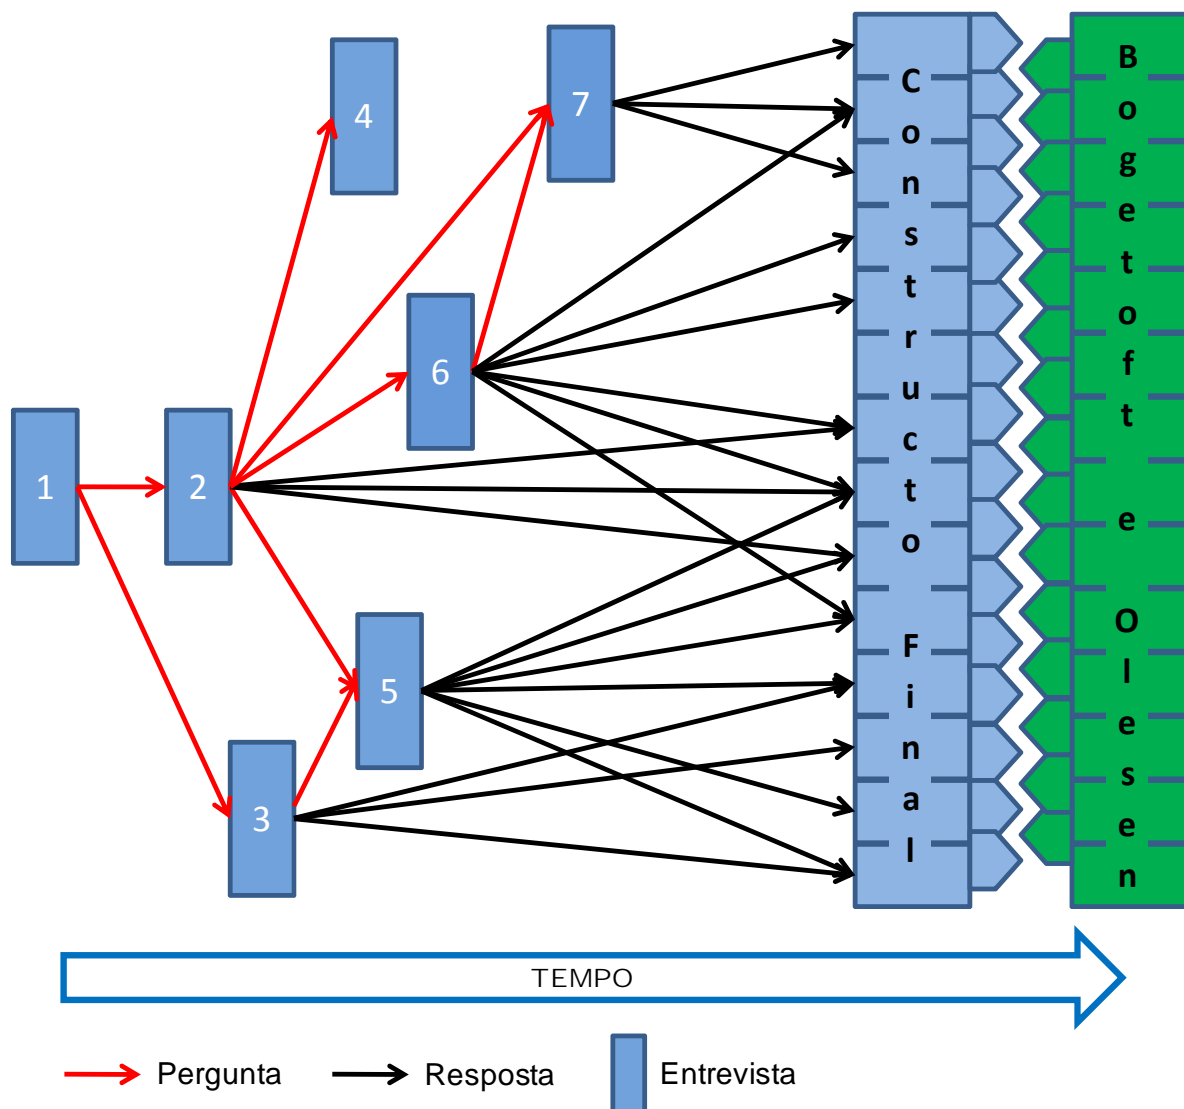 4
7
6
1
2
5
3
Constructo Final
Bogetoft e Olesen
TEMPO
Pergunta
Resposta
Entrevista